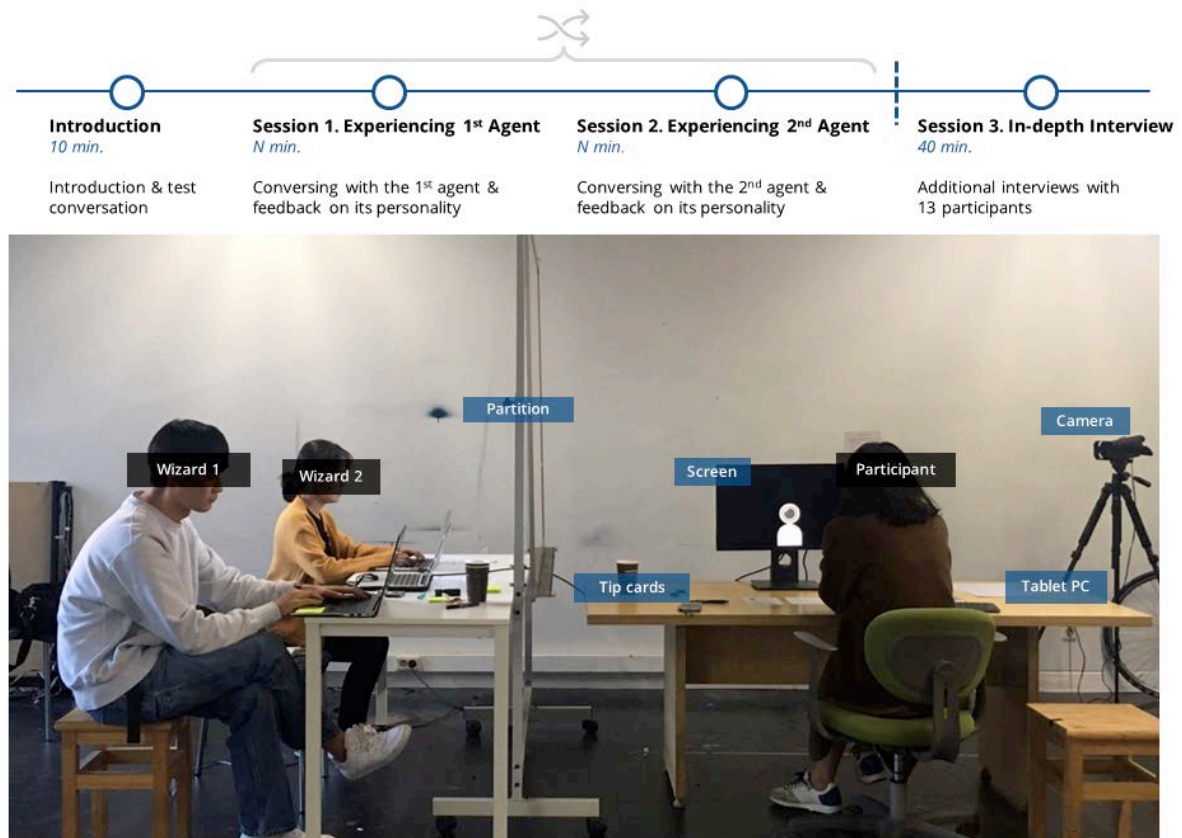 Introduction
10 min.
Introduction & test
conversation
Session 1. Experiencing 1st Agent
N min.
Conversing with the 1st agent &
feedback on its personality
Session 2. Experiencing 2nd Agent
N min.
Conversing with the 2nd agent &
feedback on its personality
Session 3. In-depth Interview
40 min.
Additional interviews with
13 participants
Partition
Camera
Wizard 1
Wizard 2
Screen
Participant
Tip cards
Tablet PC